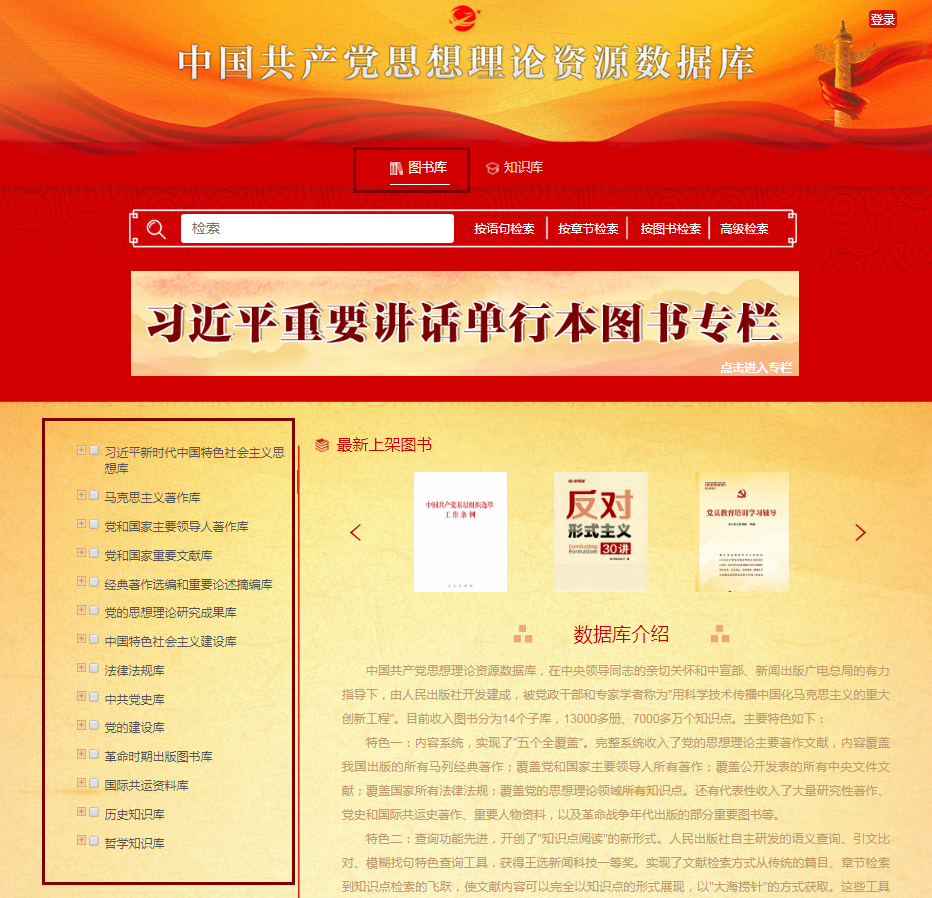 登录
中国共产党思想理论资源数据库
图书库
知识库
检索
按语句检索
按章节检索
按图书检索
高级检索
习近平重要讲话单行本图书专栏
点击进入专栏
习近平新时代中国特色社会主义思
想库
马克思主义著作库
党和国家主要领导人著作库
党和国家重要文献库
经典著作选编和重要论述摘编库
党的思想理论研究成果库
中国特色社会主义建设库
法律法规库
中共党史库
党的建设库
革命时期出版图书库
国际共运资料库
历史知识库
哲学知识库
最新上架图书
中国共产党基层组织选举
工作条例
反对
形式主义
Combating
Formalism
30讲
党员教育培训学习辅导
数据库介绍
中国共产党思想理论资源数据库，在中央领导同志的亲切关怀和中宣部、新闻出版广电总局的有力
指导下，由人民出版社开发建成，被党政干部和专家学者称为"用科学技术传播中国化马克思主义的重大
创新工程"。目前收入图书分为14个子库，13000多册、7000多万个知识点。主要特色如下：
特色一：内容系统，实现了"五个全覆盖"。完整系统收入了党的思想理论主要著作文献，内容覆盖
我国出版的所有马列经典著作；覆盖党和国家主要领导人所有著作；覆盖公开发表的所有中央文件文
献；覆盖国家所有法律法规；覆盖党的思想理论领域所有知识点。还有代表性收入了大量研究性著作、
党史和国际共运史著作、重要人物资料，以及革命战争年代出版的部分重要图书等。
特色二：查询功能先进，开创了"知识点阅读"的新形式。人民出版社自主研发的语义查询、引文比
对、模糊找句特色查询工具，获得王选新闻科技一等奖。实现了文献检索方式从传统的篇目、章节检索
到知识点检索的飞跃，使文献内容可以完全以知识点的形式展现，以"大海捞针"的方式获取。这些工具